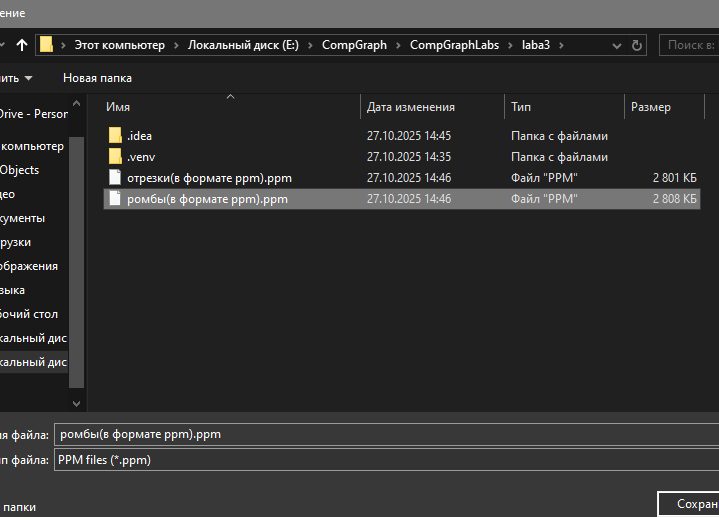 ение
Этот компьютер > Локальный диск (E:) > CompGraph > CompGraphLabs > laba3 >
Поиск в:
ить Новая папка
Имя Дата изменения Тип Размер
Drive - Person
компьютер
Objects
део
кументы
грузки
ображения
зыка
бочий стол
кальный дис
кальный дис
.idea 27.10.2025 14:45 Папка с файлами
.venv 27.10.2025 14:35 Папка с файлами
отрезки(в формате ppm).ppm 27.10.2025 14:46 Файл "PPM" 2 801 КБ
ромбы(в формате ppm).ppm 27.10.2025 14:46 Файл "PPM" 2 808 КБ
я файла: ромбы(в формате ppm).ppm
п файла: PPM files (*.ppm)
папки
Сохран